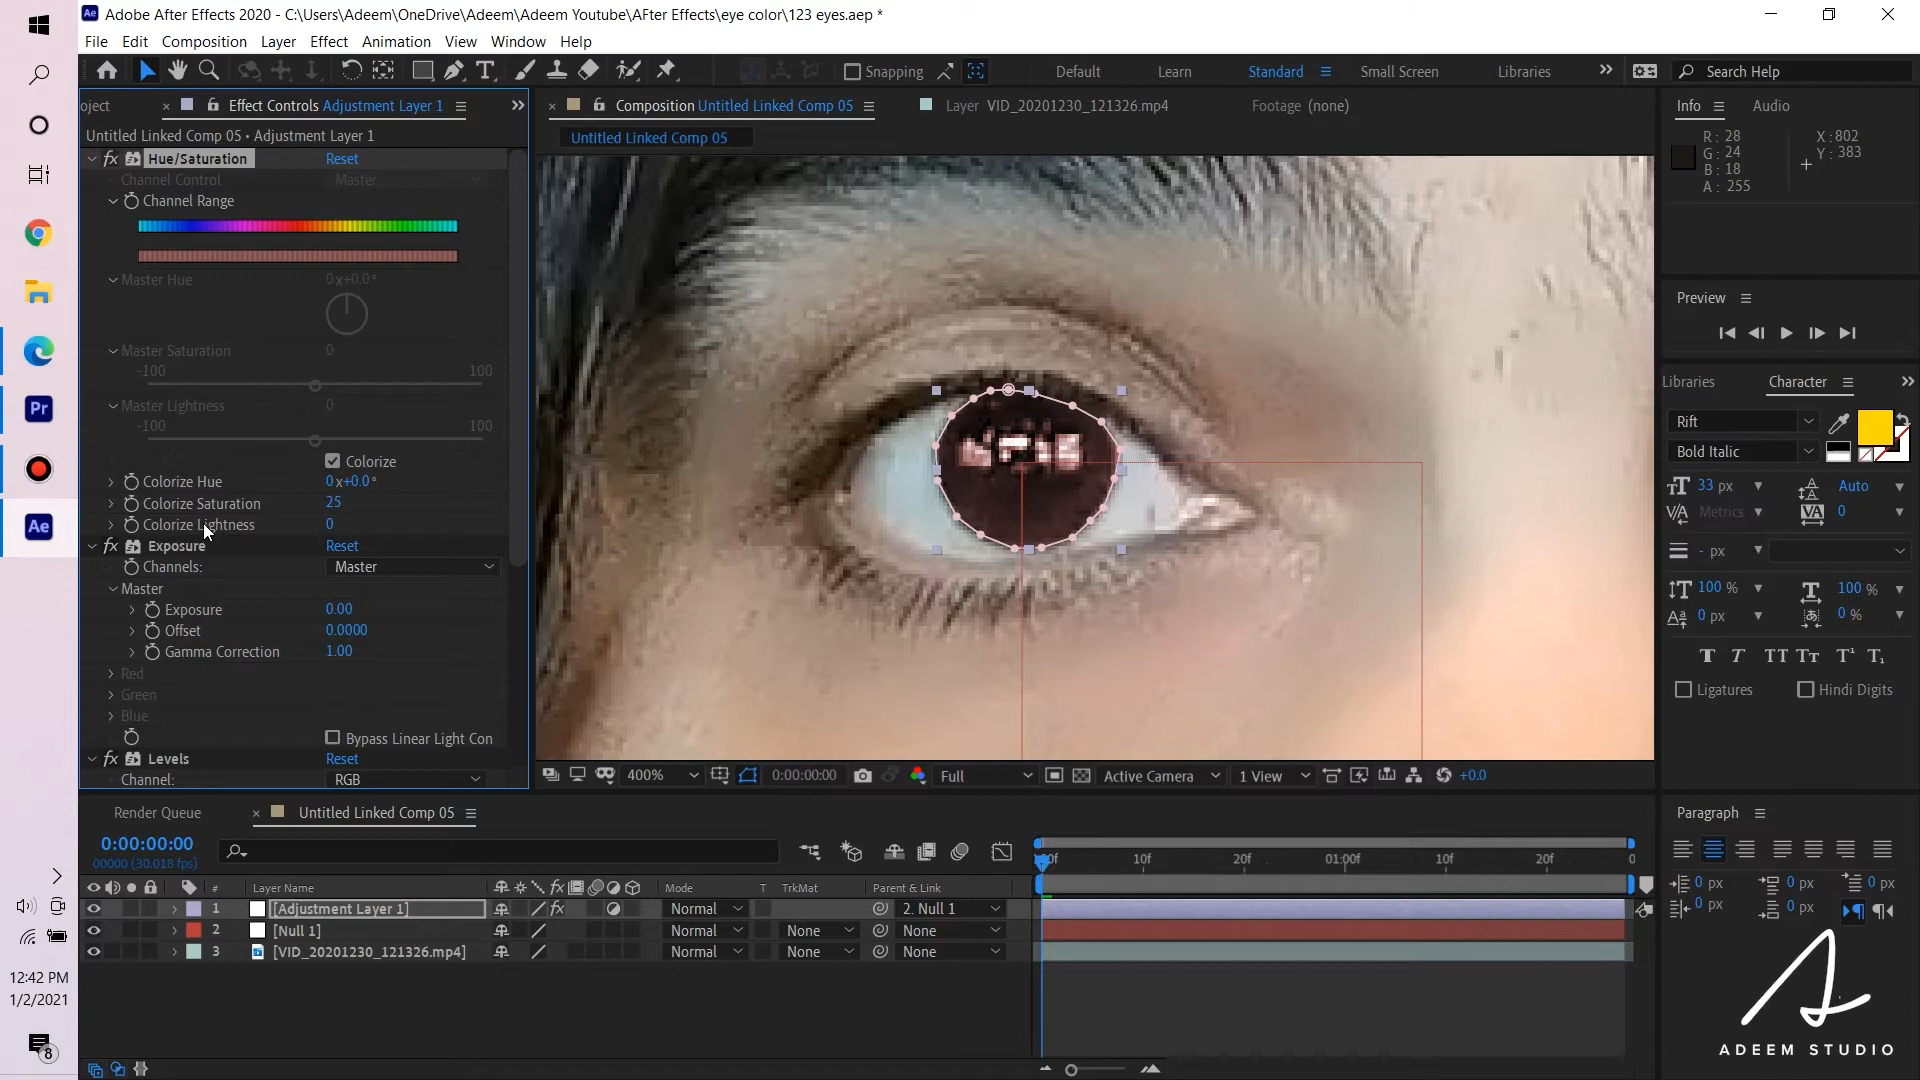 Adobe After Effects 2020 - C:\Users\Adeem\OneDrive\Adeem\Adeem Youtube\AFter Effects\eye color\123 eyes.aep *
File Edit Composition Layer Effect Animation View Window Help
Snapping Default Learn Standard Small Screen Libraries Search Help
oject Effect Controls Adjustment Layer 1
Composition Untitled Linked Comp 05 Layer VID_20201230_121326.mp4 Footage (none)
Info Audio
Untitled Linked Comp 05 • Adjustment Layer 1
Untitled Linked Comp 05
R: 28 X: 802
G: 24 Y: 383
B: 18
A: 255
fx Hue/Saturation Reset
Channel Control Master
Channel Range
Master Hue 0x+0.0°
Master Saturation 0
-100 100
Master Lightness 0
-100 100
Colorize
Colorize Hue 0x+0.0°
Colorize Saturation 25
Colorize Lightness 0
fx Exposure Reset
Channels: Master
Master
Exposure 0.00
Offset 0.0000
Gamma Correction 1.00
Red
Green
Blue
Bypass Linear Light Con
fx Levels Reset
Channel: RGB
400% 0:00:00:00 Full Active Camera 1 View +0.0
Preview
Libraries Character
Rift
Bold Italic
33 px Auto
Metrics 0
- px
100 % 100 %
0 px 0 %
Ligatures Hindi Digits
Render Queue Untitled Linked Comp 05
0:00:00:00
00000 (30.018 fps)
10f 20f 01:00f 10f 20f 0
# Layer Name Mode T TrkMat Parent & Link
1 [Adjustment Layer 1] Normal 2. Null 1
2 [Null 1] Normal None None
3 [VID_20201230_121326.mp4] Normal None None
Paragraph
0 px 0 px 0 px
0 px 0 px
Pr
Ae
12:42 PM
1/2/2021
8
ADEEM STUDIO